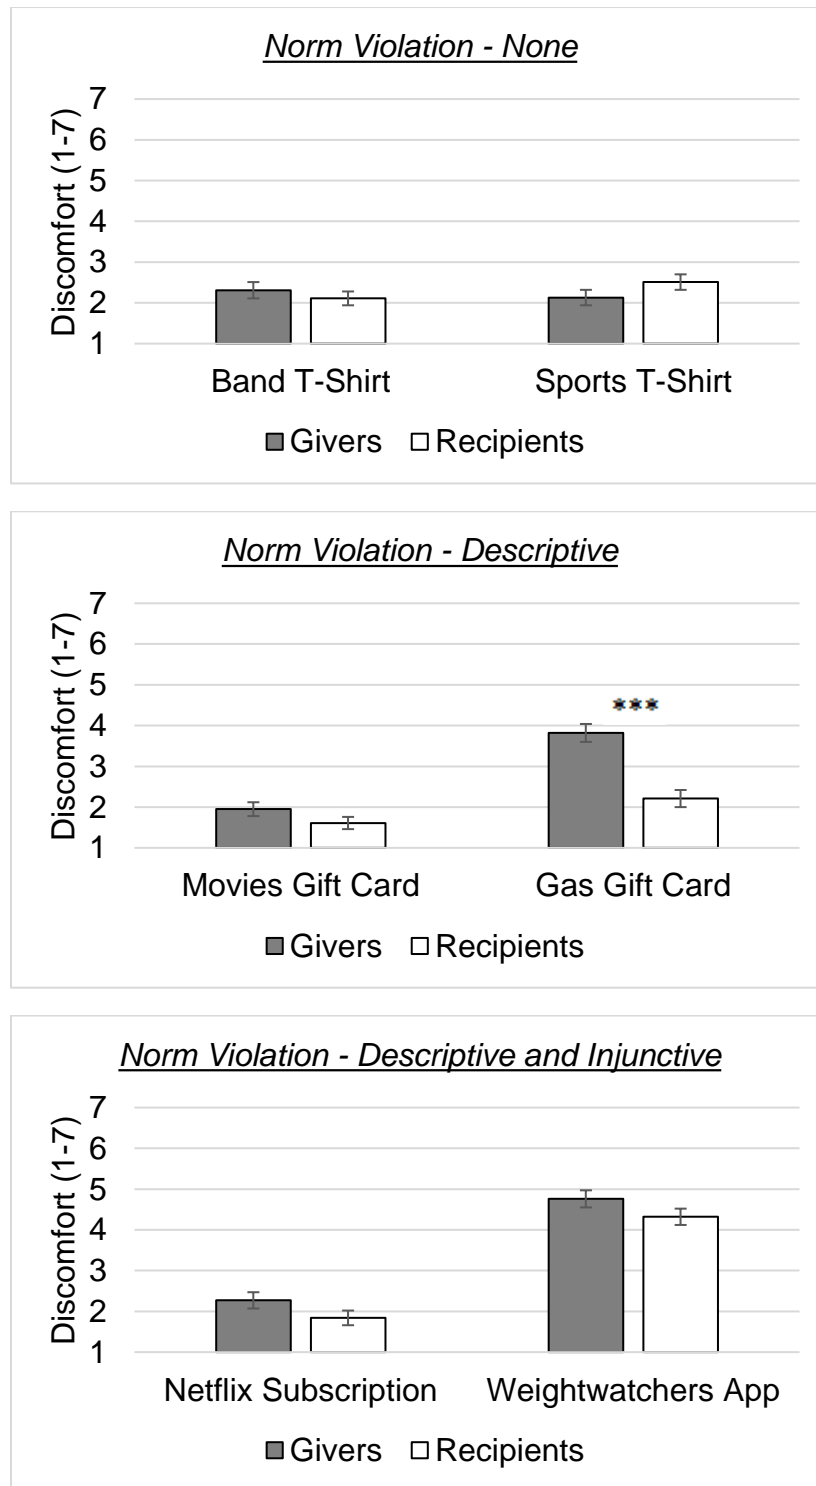 Norm Violation - None
Discomfort (1-7)
7
6
5
4
3
2
1
Band T-Shirt Sports T-Shirt
Givers Recipients
Norm Violation - Descriptive
Discomfort (1-7)
7
6
5
4
3
2
1
***
Movies Gift Card Gas Gift Card
Givers Recipients
Norm Violation - Descriptive and Injunctive
Discomfort (1-7)
7
6
5
4
3
2
1
Netflix Subscription Weightwatchers App
Givers Recipients